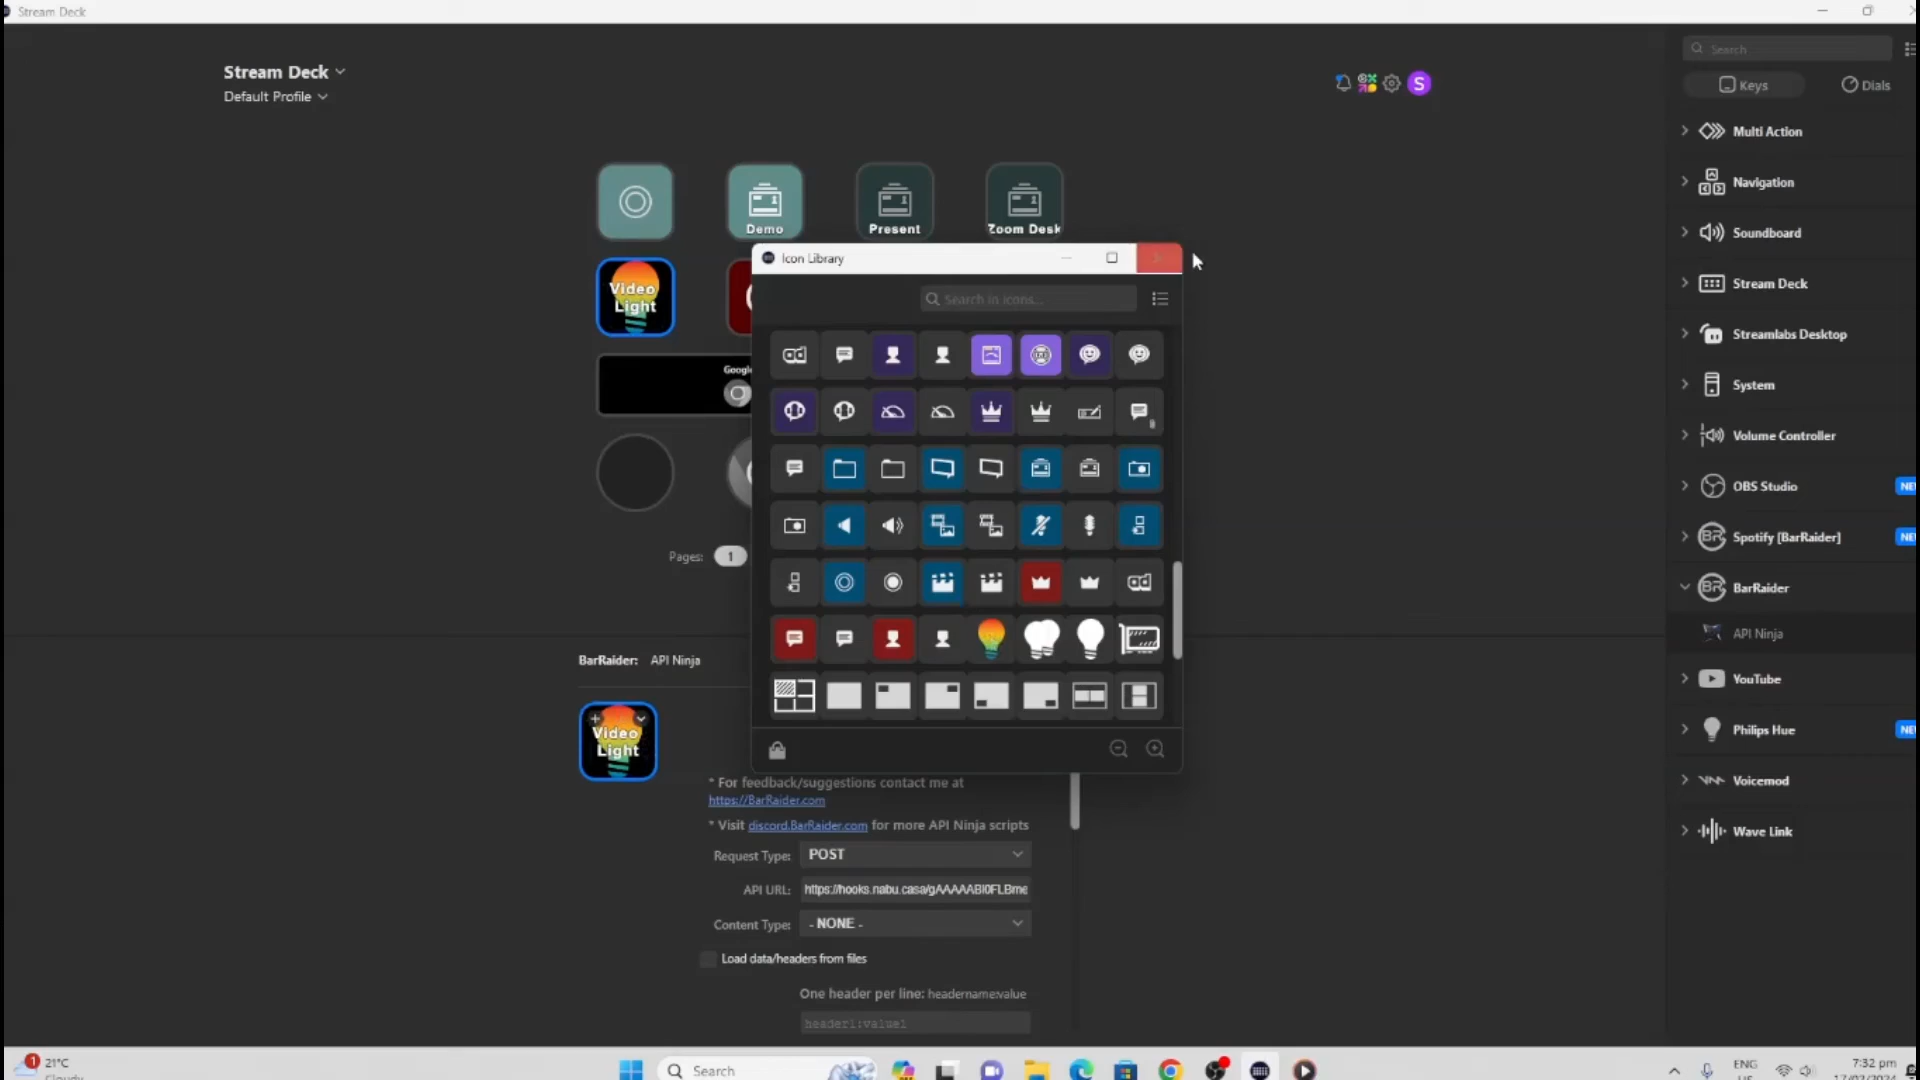 Stream Deck
Search
Stream Deck
Default Profile
S
Keys
Dials
Multi Action
Navigation
Soundboard
Stream Deck
Streamlabs Desktop
System
Volume Controller
OBS Studio
Spotify [BarRaider]
BarRaider
API Ninja
YouTube
Philips Hue
Voicemod
Wave Link
Demo
Present
Zoom Desk
Video
Light
Icon Library
Search in icons...
Google
Pages:
1
BarRaider: API Ninja
Video
Light
* For feedback/suggestions contact me at
https://BarRaider.com
* Visit discord.BarRaider.com for more API Ninja scripts
Request Type: POST
API URL: https://hooks.nabu.casa/gAAAAABl0FLBme
Content Type: - NONE -
Load data/headers from files
One header per line: headername:value
header1:value1
1
21°C
Cloudy
Search
ENG
7:32 pm